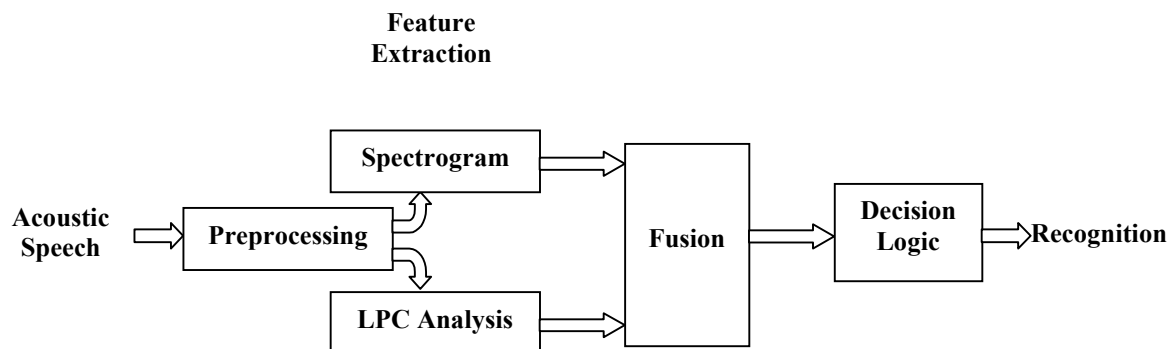 Feature
Extraction
Spectrogram
Acoustic
Speech
Preprocessing
LPC Analysis
Fusion
Decision
Logic
Recognition